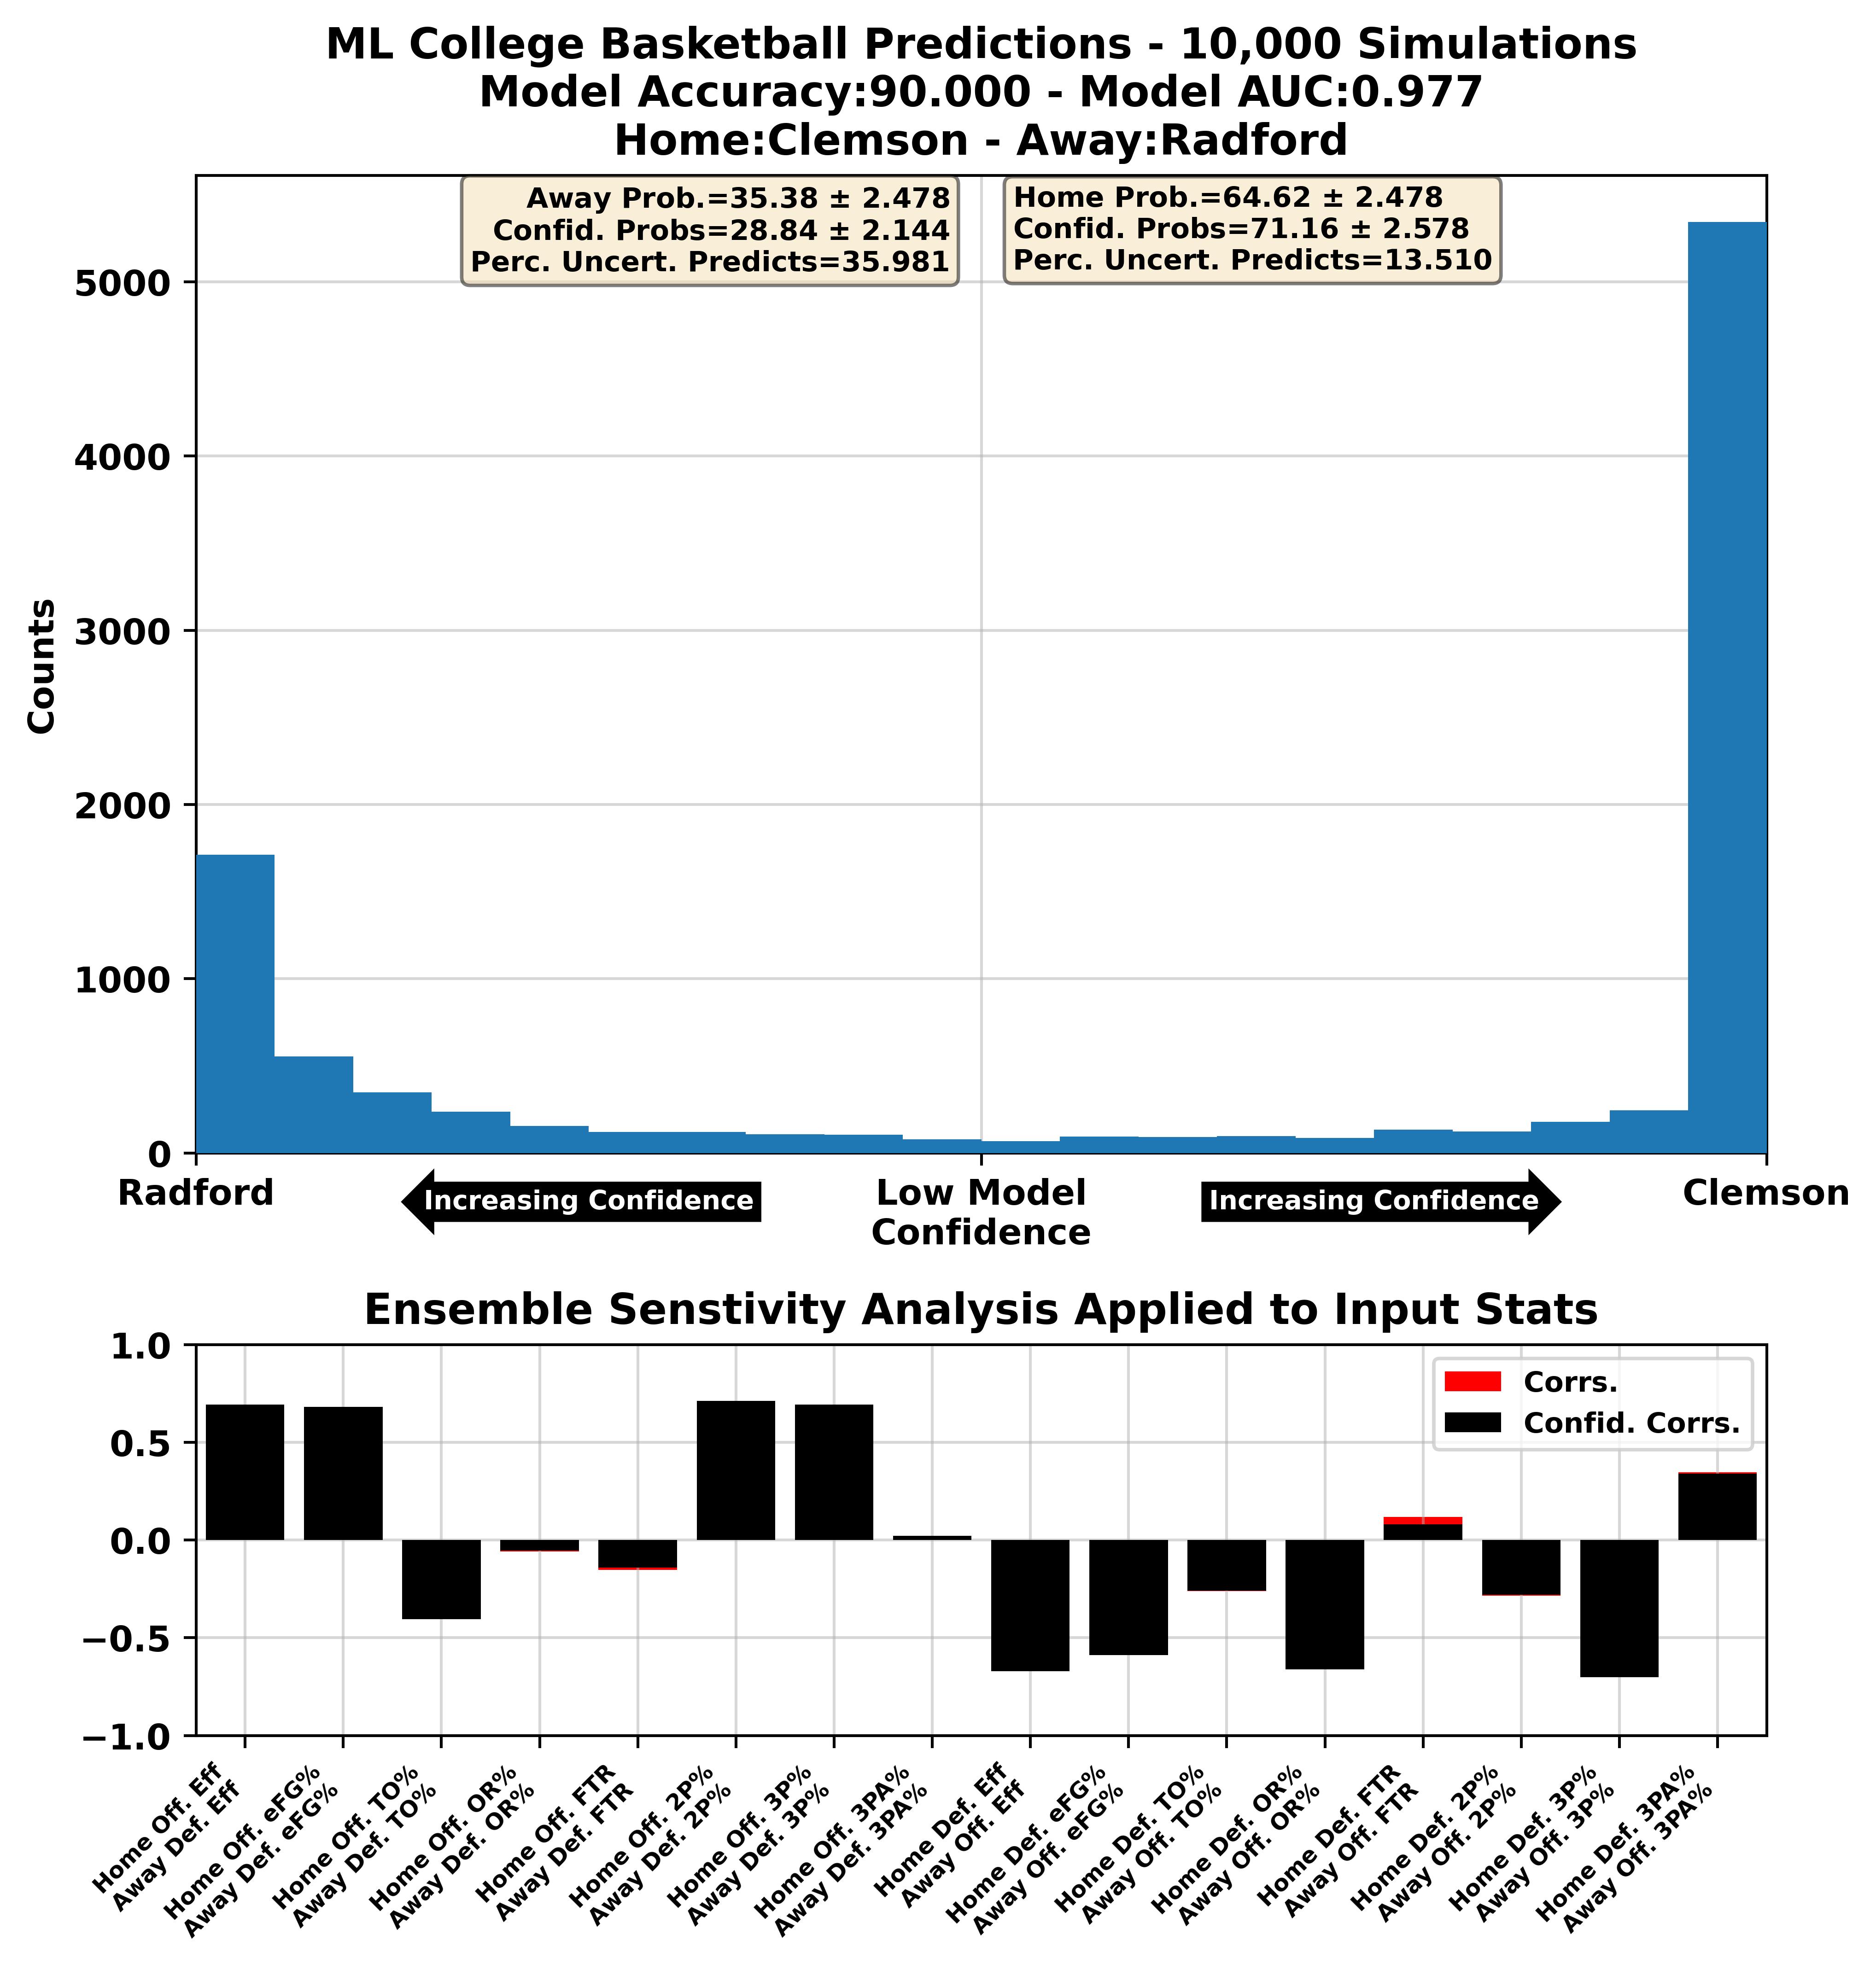 ML College Basketball Predictions - 10,000 Simulations
Model Accuracy:90.000 - Model AUC:0.977
Home:Clemson - Away:Radford
Away Prob.=35.38 ± 2.478
Confid. Probs=28.84 ± 2.144
Perc. Uncert. Predicts=35.981
Home Prob.=64.62 ± 2.478
Confid. Probs=71.16 ± 2.578
Perc. Uncert. Predicts=13.510
Counts
5000
4000
3000
2000
1000
0
Radford
Increasing Confidence
Low Model
Confidence
Increasing Confidence
Clemson
Ensemble Senstivity Analysis Applied to Input Stats
1.0
0.5
0.0
−0.5
−1.0
Corrs.
Confid. Corrs.
Home Off. Eff
Away Def. Eff
Home Off. eFG%
Away Def. eFG%
Home Off. TO%
Away Def. TO%
Home Off. OR%
Away Def. OR%
Home Off. FTR
Away Def. FTR
Home Off. 2P%
Away Def. 2P%
Home Off. 3P%
Away Def. 3P%
Home Off. 3PA%
Away Def. 3PA%
Home Def. Eff
Away Off. Eff
Home Def. eFG%
Away Off. eFG%
Home Def. TO%
Away Off. TO%
Home Def. OR%
Away Off. OR%
Home Def. FTR
Away Off. FTR
Home Def. 2P%
Away Off. 2P%
Home Def. 3P%
Away Off. 3P%
Home Def. 3PA%
Away Off. 3PA%